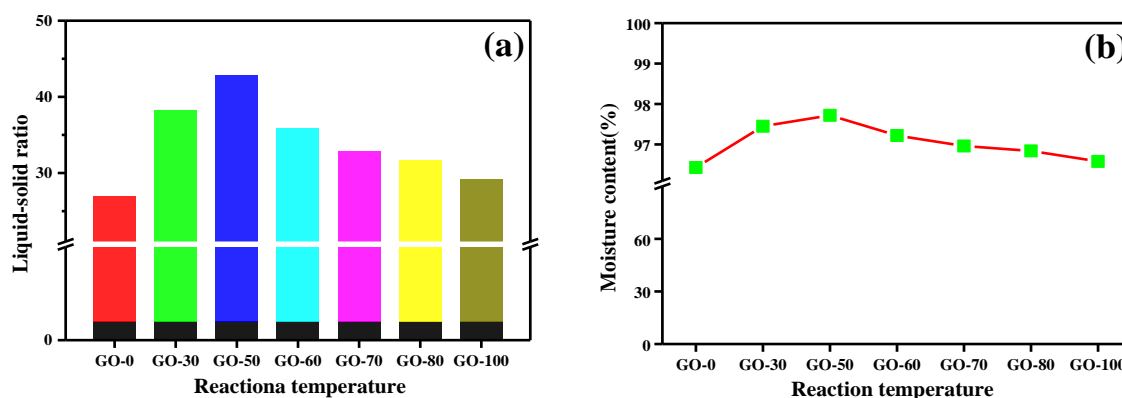 (a)
Liquid-solid ratio
50
40
30
0
GO-0 GO-30 GO-50 GO-60 GO-70 GO-80 GO-100
Reactiona temperature
(b)
Moisture content(%)
100
99
98
97
60
30
0
GO-0 GO-30 GO-50 GO-60 GO-70 GO-80 GO-100
Reaction temperature